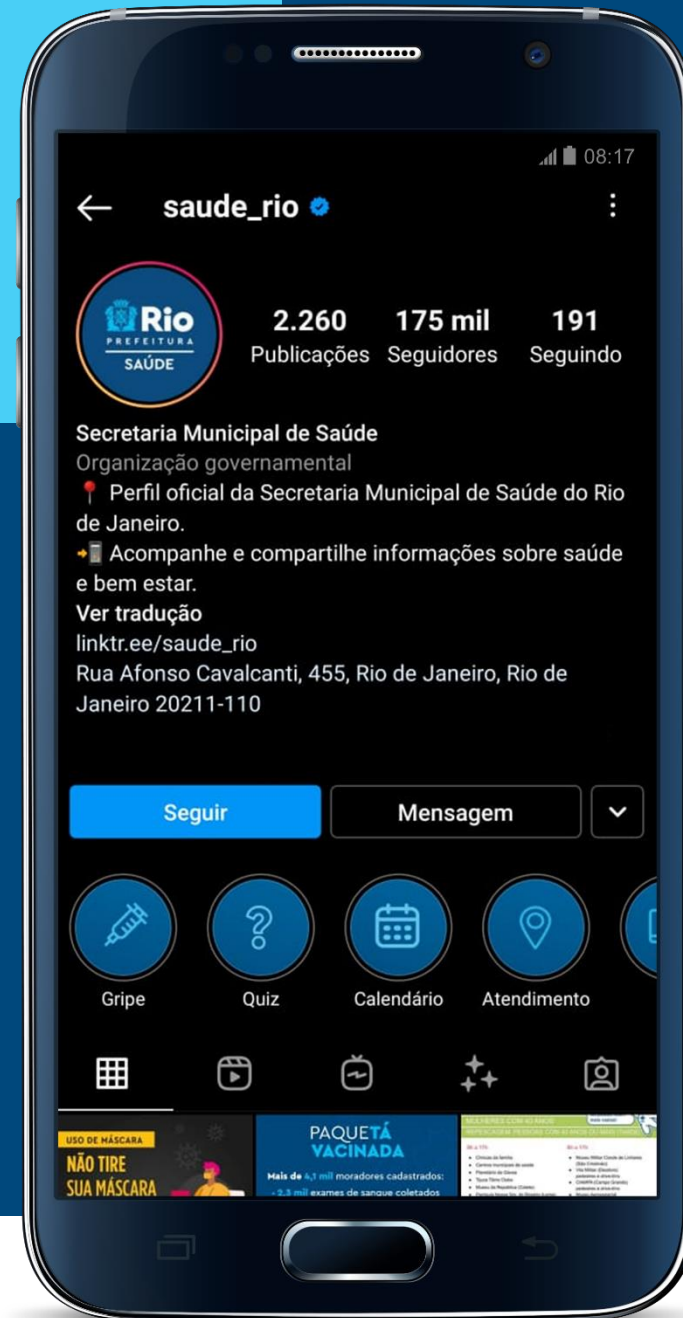 08:17
saude_rio
Rio
PREFEITURA
SAÚDE
2.260 175 mil 191
Publicações Seguidores Seguindo
Secretaria Municipal de Saúde
Organização governamental
Perfil oficial da Secretaria Municipal de Saúde do Rio
de Janeiro.
Acompanhe e compartilhe informações sobre saúde
e bem estar.
Ver tradução
linktr.ee/saude_rio
Rua Afonso Cavalcanti, 455, Rio de Janeiro, Rio de
Janeiro 20211-110
Seguir Mensagem
Gripe Quiz Calendário Atendimento
USO DE MÁSCARA
NÃO TIRE
SUA MÁSCARA
PAQUETÁ
VACINADA
Mais de 4,1 mil moradores cadastrados:
- 2,3 mil exames de sangue coletados
MULHERES COM 43 ANOS